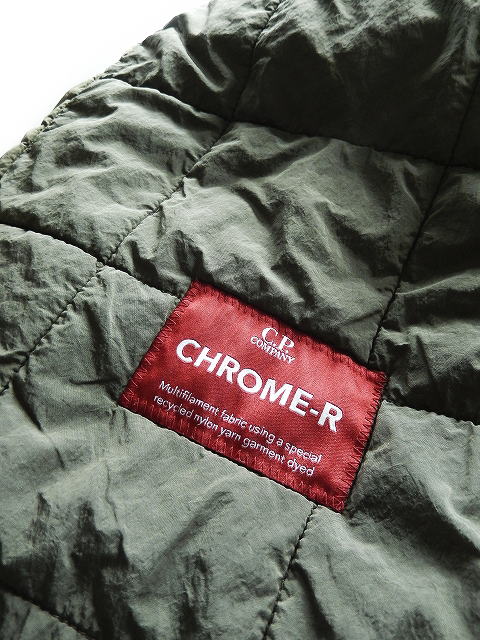 C.P.
COMPANY
CHROME-R
Multifilament fabric using a special
recycled nylon yarn garment dyed